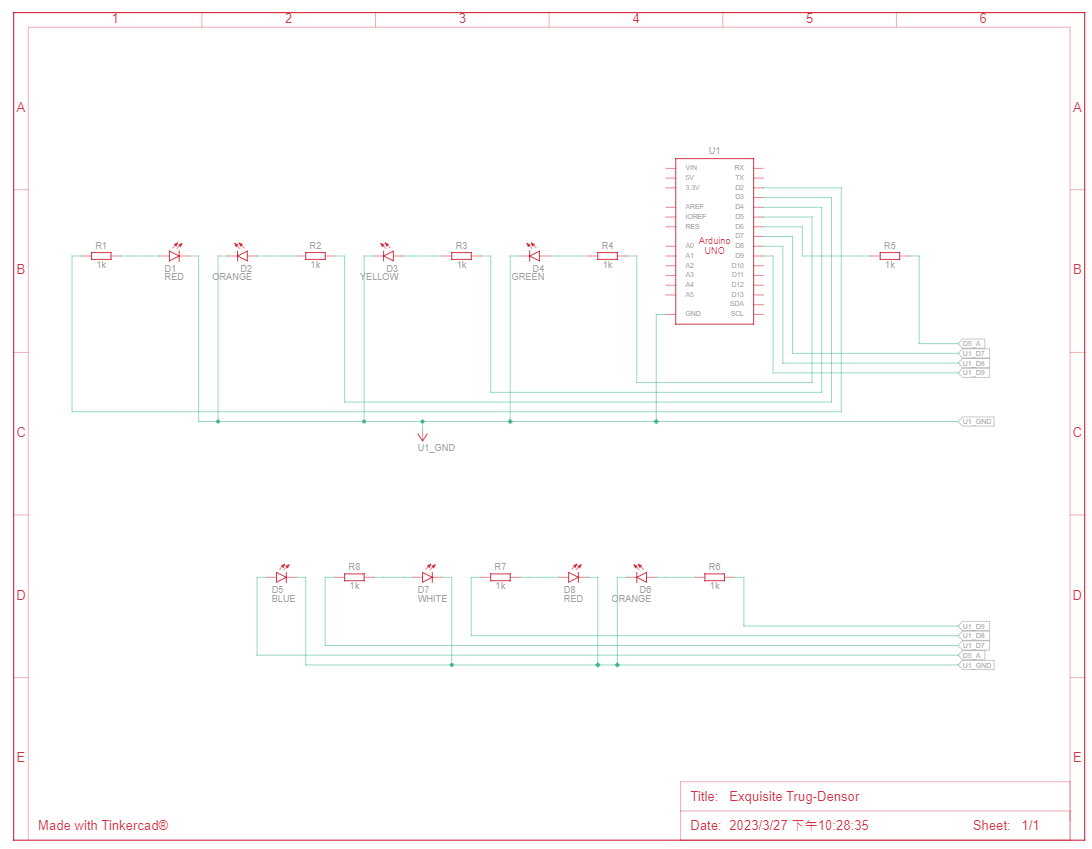 1 2 3 4 5 6
A A
U1
VIN RX
5V TX
3.3V D2
D3
AREF D4
IOREF D5
RES D6
D7
Arduino
UNO
A0 D8
A1 D9
A2 D10
A3 D11
A4 D12
A5 D13
SDA
GND SCL
R1 R2 R3 R4 R5
1k 1k 1k 1k 1k
B B
D1 D2 D3 D4
RED ORANGE YELLOW GREEN
D5_A
U1_D7
U1_D8
U1_D9
U1_GND
C C
U1_GND
R8 R7 R6
1k 1k 1k
D5 D7 D8 D6
BLUE WHITE RED ORANGE
D D
U1_D9
U1_D8
U1_D7
D5_A
U1_GND
E E
Title: Exquisite Trug-Densor
Made with Tinkercad®
Date: 2023/3/27 下午10:28:35 Sheet: 1/1